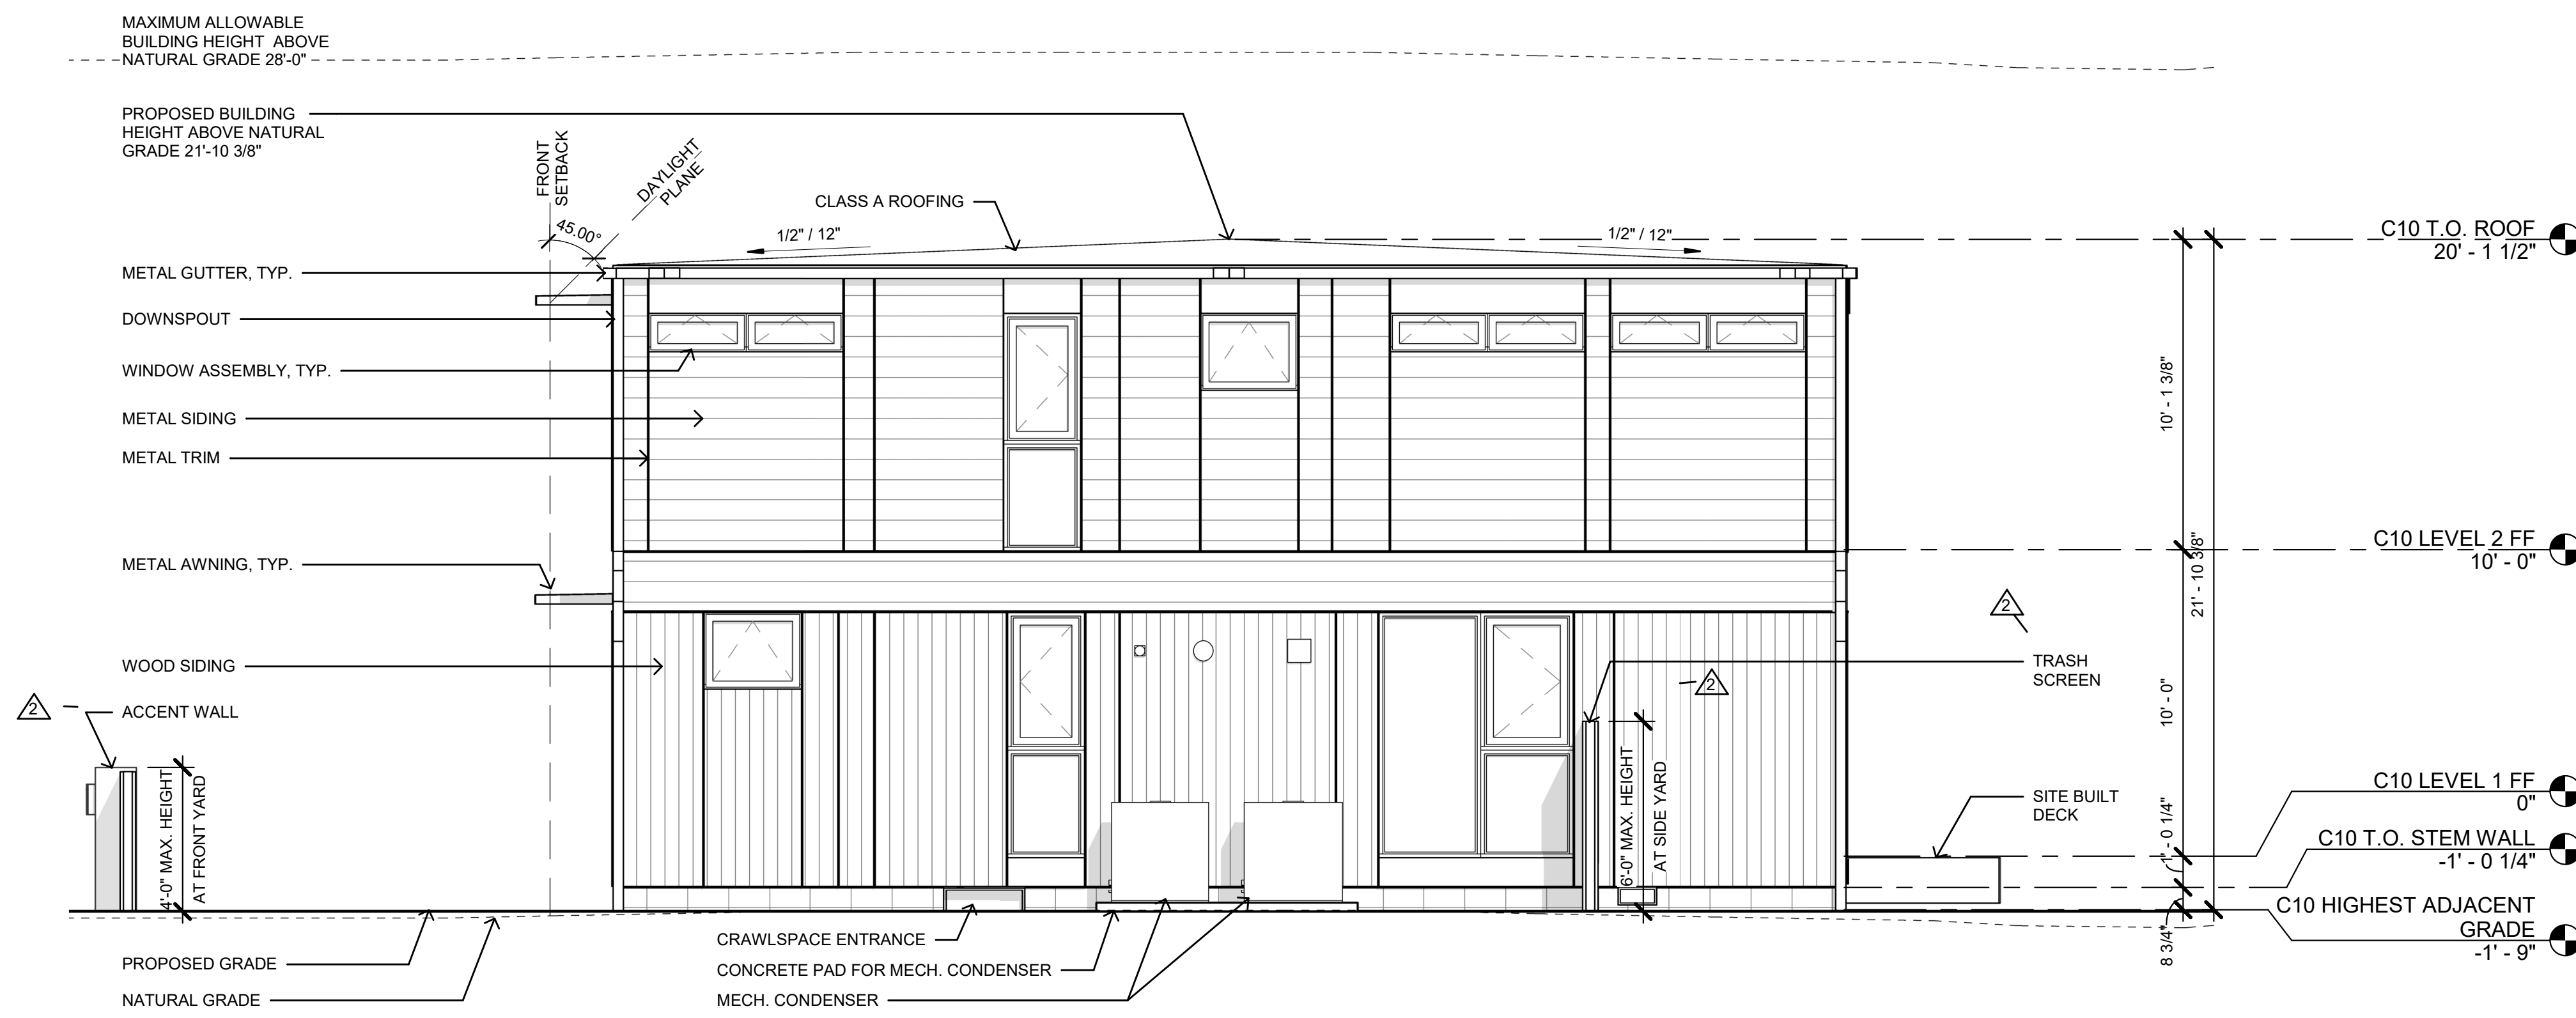 MAXIMUM ALLOWABLE
BUILDING HEIGHT ABOVE
NATURAL GRADE 28'-0"
PROPOSED BUILDING
HEIGHT ABOVE NATURAL
GRADE 21'-10 3/8"
FRONT
SETBACK
DAYLIGHT
PLANE
45.00°
CLASS A ROOFING
1/2" / 12"
1/2" / 12"
METAL GUTTER, TYP.
DOWNSPOUT
WINDOW ASSEMBLY, TYP.
METAL SIDING
METAL TRIM
METAL AWNING, TYP.
WOOD SIDING
2
ACCENT WALL
4'-0" MAX. HEIGHT
AT FRONT YARD
PROPOSED GRADE
NATURAL GRADE
CRAWLSPACE ENTRANCE
CONCRETE PAD FOR MECH. CONDENSER
MECH. CONDENSER
2
6'-0" MAX. HEIGHT
AT SIDE YARD
2
TRASH
SCREEN
SITE BUILT
DECK
10' - 1 3/8"
21' - 10 3/8"
10' - 0"
1' - 0 1/4"
8 3/4"
C10 T.O. ROOF
20' - 1 1/2"
C10 LEVEL 2 FF
10' - 0"
C10 LEVEL 1 FF
0"
C10 T.O. STEM WALL
-1' - 0 1/4"
C10 HIGHEST ADJACENT
GRADE
-1' - 9"